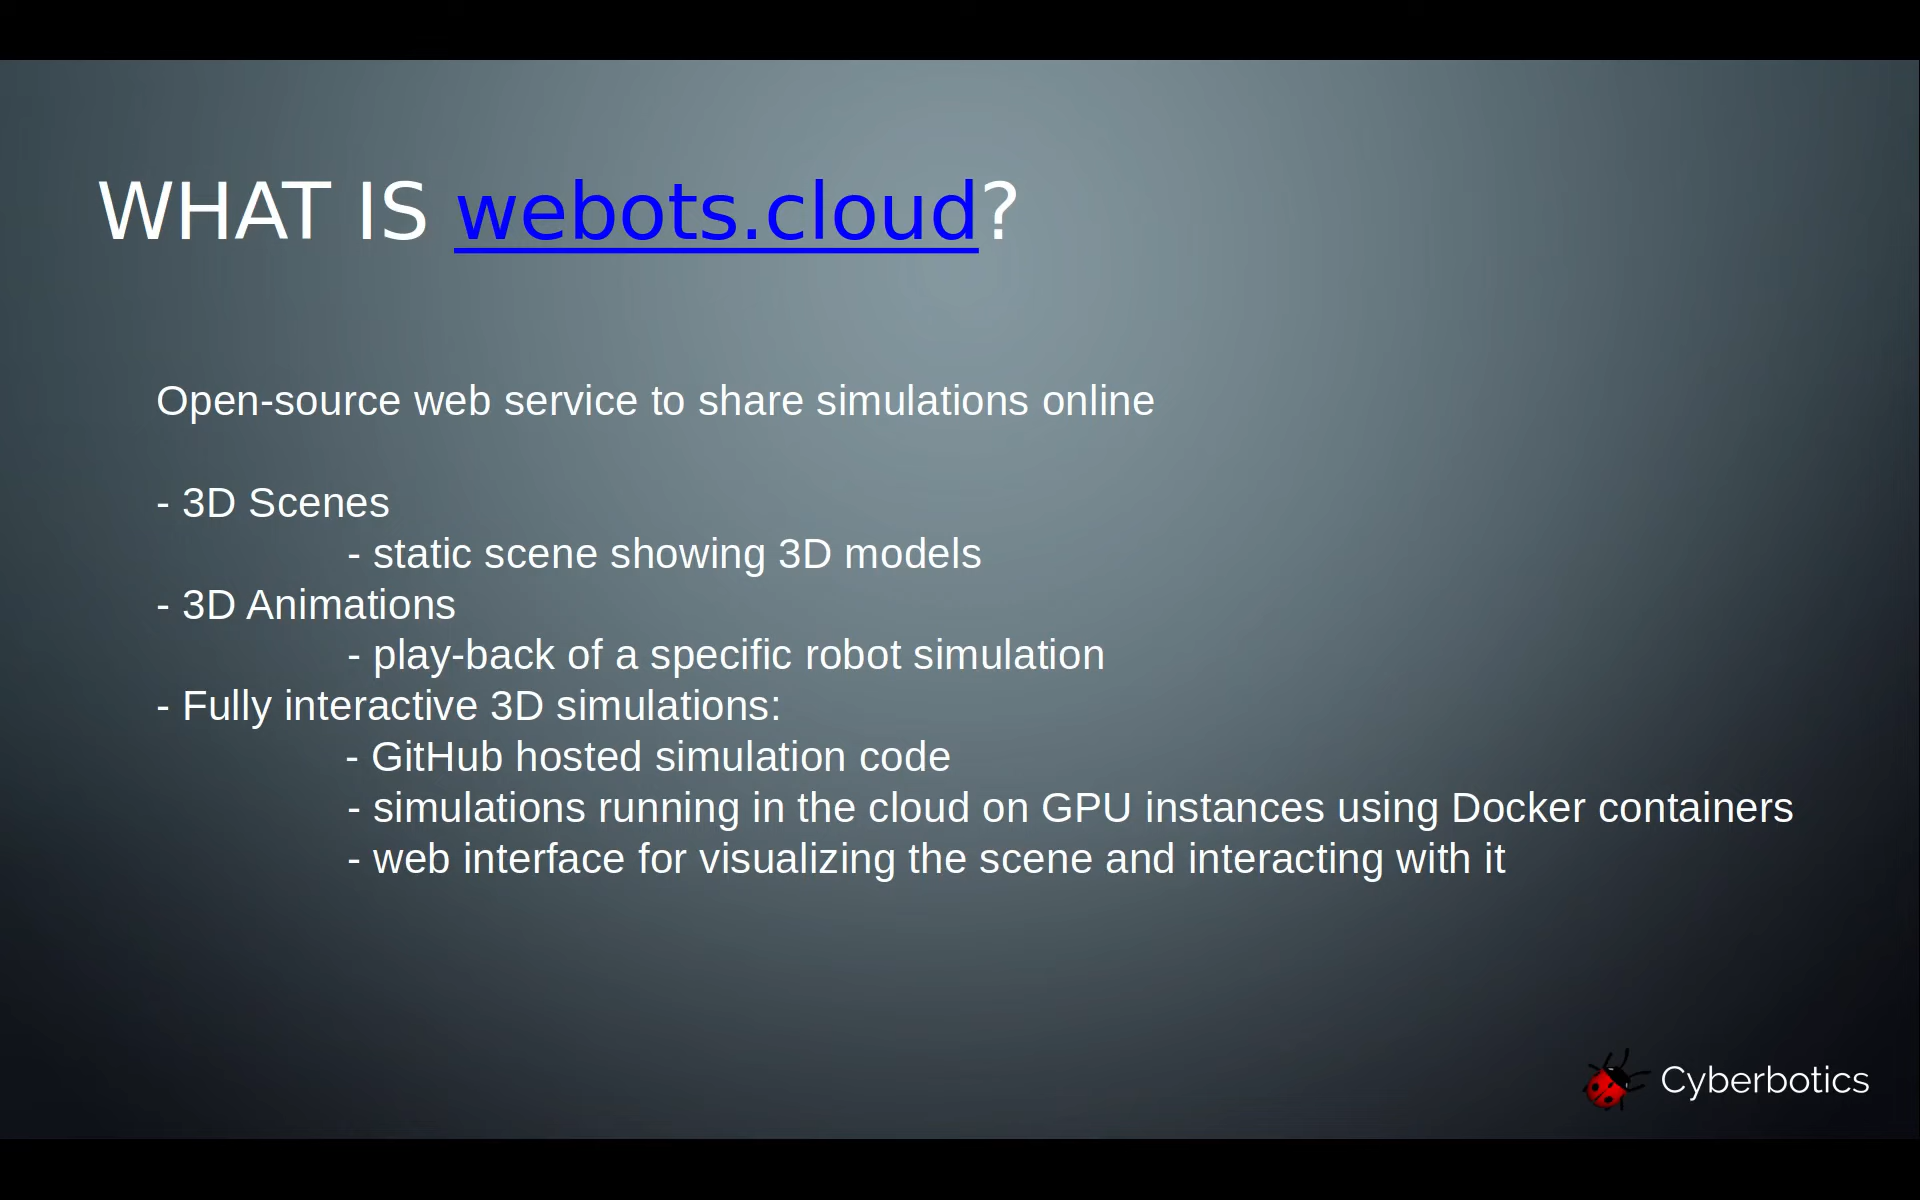 WHAT IS webots.cloud?
Open-source web service to share simulations online
- 3D Scenes
- static scene showing 3D models
- 3D Animations
- play-back of a specific robot simulation
- Fully interactive 3D simulations:
- GitHub hosted simulation code
- simulations running in the cloud on GPU instances using Docker containers
- web interface for visualizing the scene and interacting with it
Cyberbotics